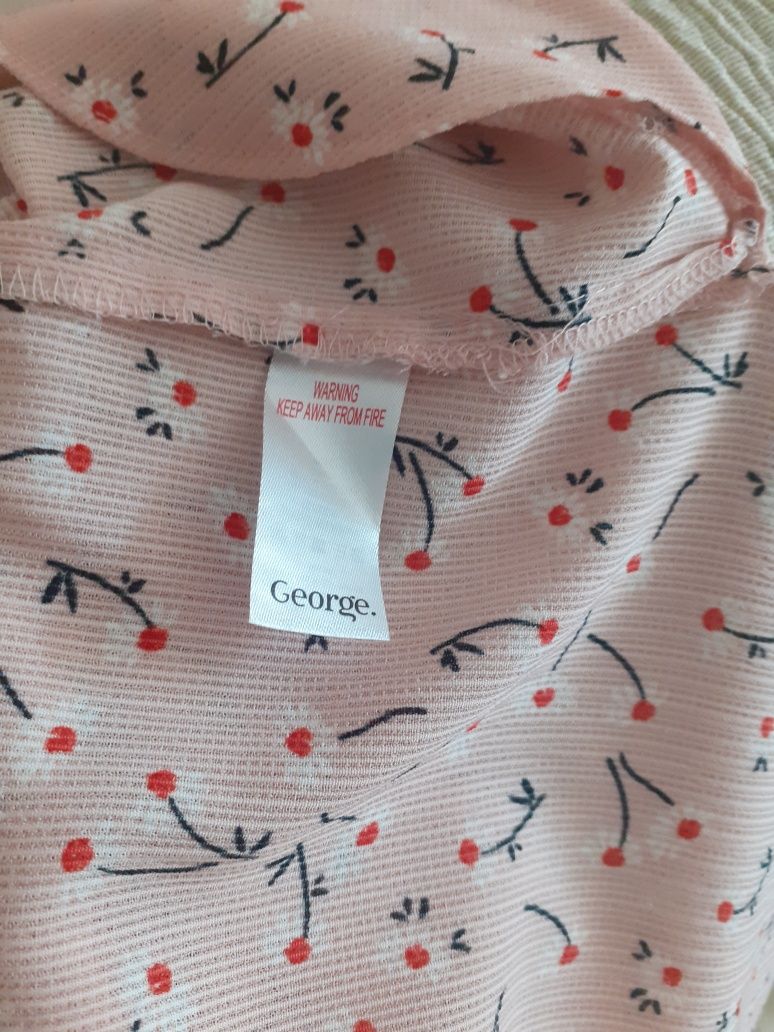 WARNING
KEEP AWAY FROM FIRE
George.